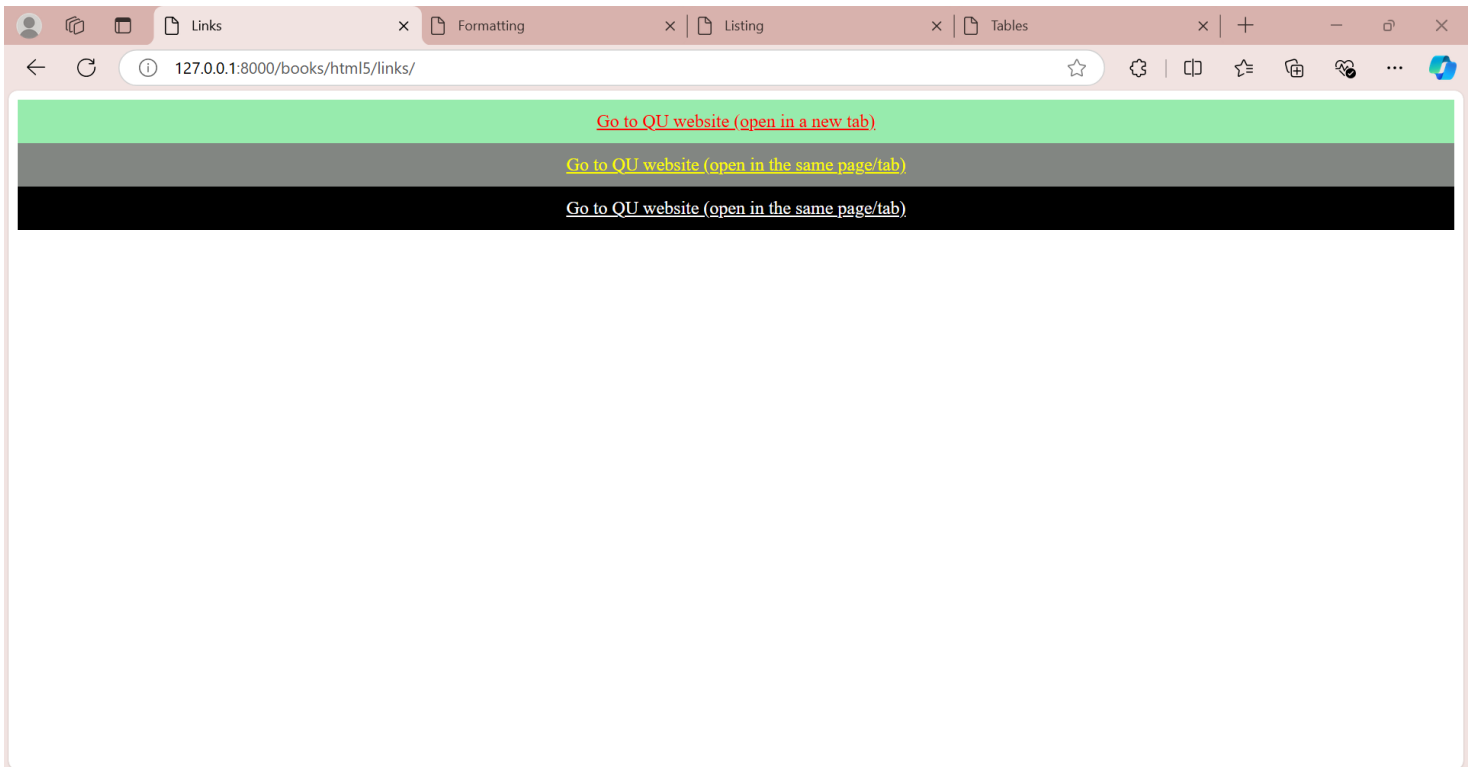 Links
Formatting
Listing
Tables
127.0.0.1:8000/books/html5/links/
Go to QU website (open in a new tab)
Go to QU website (open in the same page/tab)
Go to QU website (open in the same page/tab)